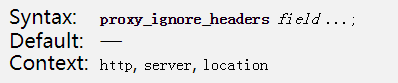 Syntax: proxy_ignore_headers field ...;
Default: —
Context: http, server, location